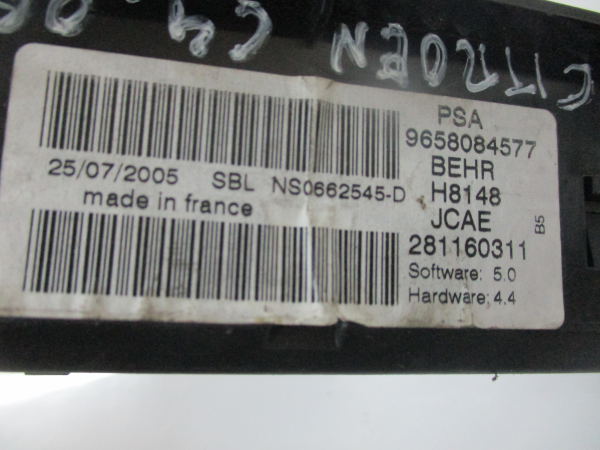 CITROEN C4
PSA
9658084577
BEHR
H8148
JCAE
281160311
Software: 5.0
Hardware: 4.4
B5
25/07/2005 SBL NS0662545-D
made in france